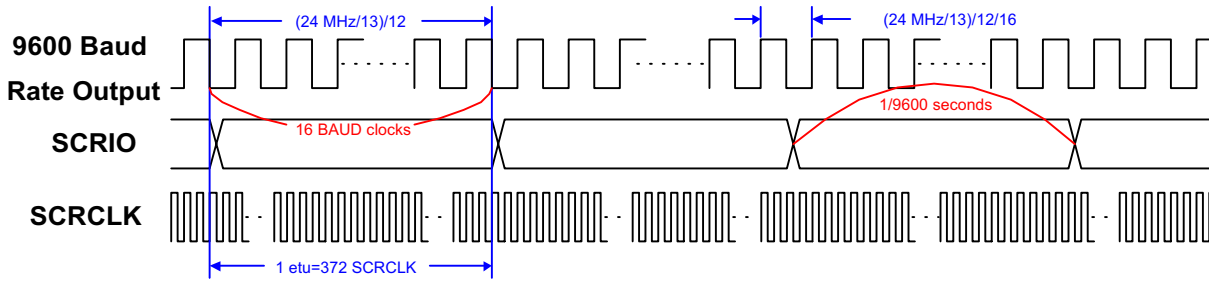 (24 MHz/13)/12
(24 MHz/13)/12/16
9600 Baud
Rate Output
1/9600 seconds
16 BAUD clocks
SCRIO
SCRCLK
1 etu=372 SCRCLK